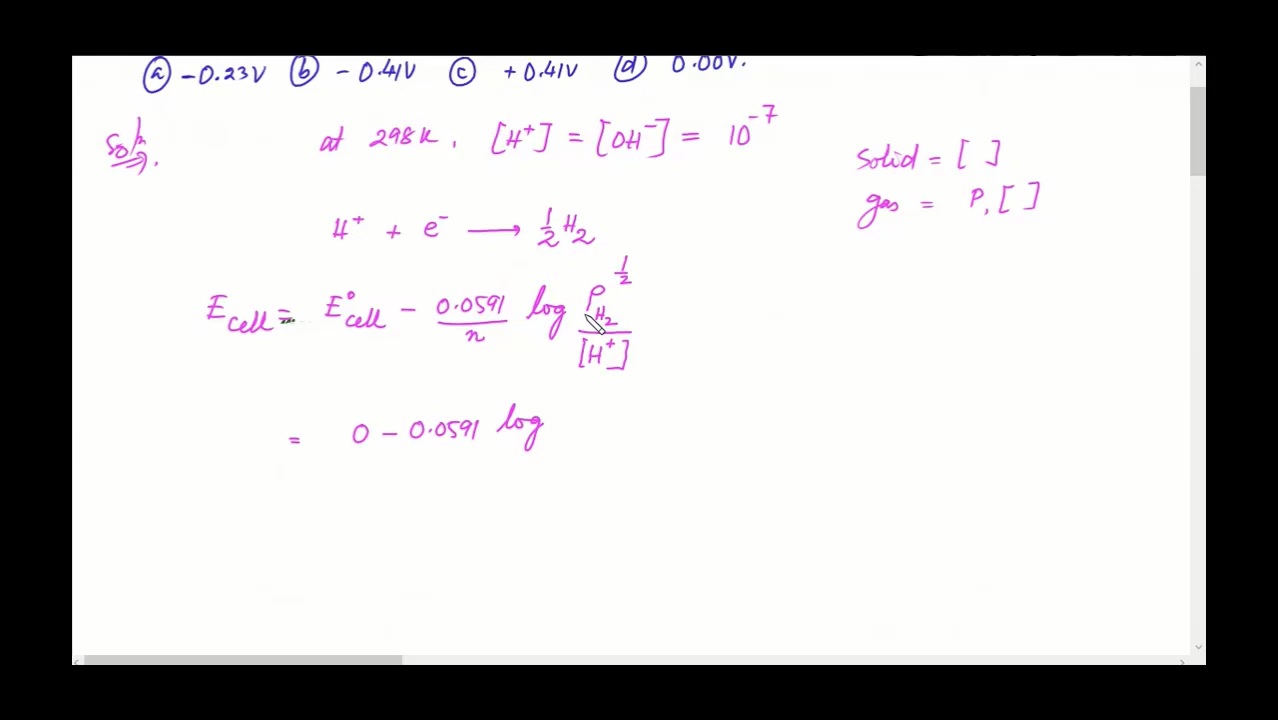 ⓐ -0.23V ⓑ -0.41V ⓒ +0.41V ⓓ 0.00V.
Soln. at 298K, [H⁺] = [OH⁻] = 10⁻⁷
solid = [ ]
gas = P, [ ]
H⁺ + e⁻ → 1/2 H₂
E cell = E° cell - 0.0591/n log P_H₂^1/2 / [H⁺]
= 0 - 0.0591 log